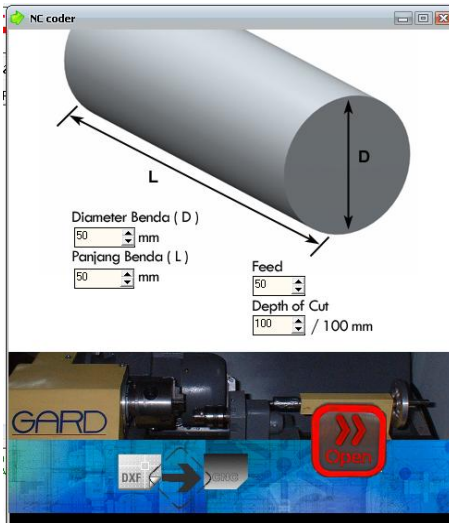 NC coder
D
L
Diameter Benda ( D )
50 mm
Panjang Benda ( L )
50 mm
Feed
50
Depth of Cut
100 / 100 mm
GARD
Open
DXF
CNC